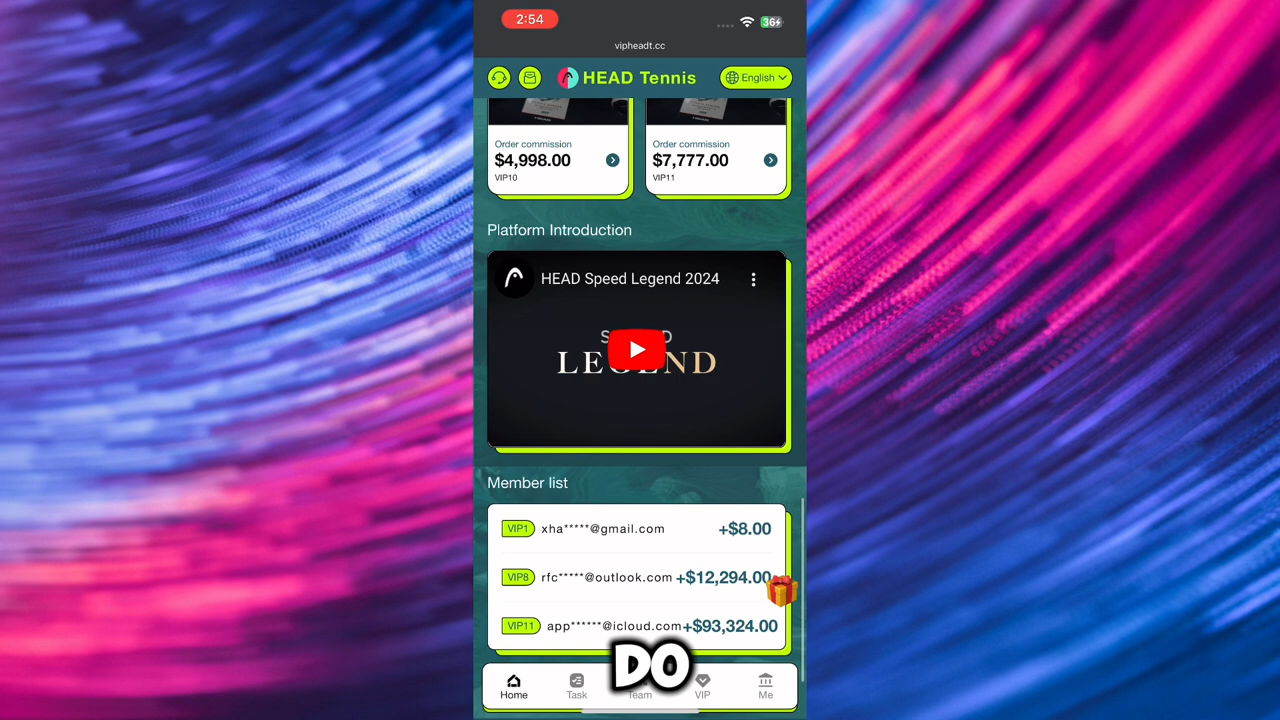 2:54
36
vipheadt.cc
HEAD Tennis
English
Order commission
$4,998.00
VIP10
Order commission
$7,777.00
VIP11
Platform Introduction
HEAD Speed Legend 2024
LEGEND
Member list
VIP1 xha*****@gmail.com +$8.00
VIP8 rfc*****@outlook.com +$12,294.00
VIP11 app******@icloud.com +$93,324.00
DO
Home
Task
Team
VIP
Me